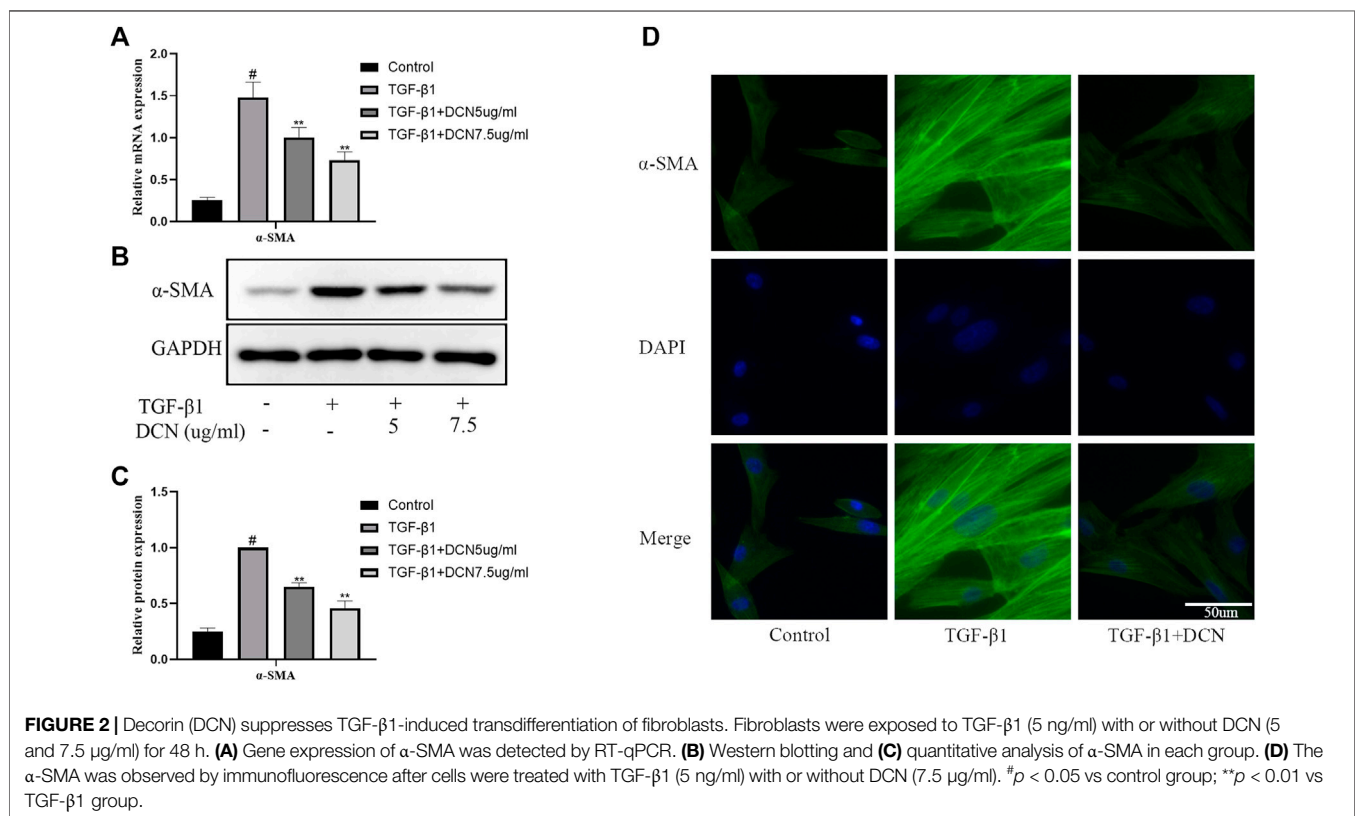 A
2.0
1.5
1.0
0.5
0.0
Relative mRNA expression
#
**
**
α-SMA
Control
TGF-β1
TGF-β1+DCN5ug/ml
TGF-β1+DCN7.5ug/ml
B
α-SMA
GAPDH
TGF-β1 - + + +
DCN (ug/ml) - - 5 7.5
C
1.5
1.0
0.5
0.0
Relative protein expression
#
**
**
α-SMA
Control
TGF-β1
TGF-β1+DCN5ug/ml
TGF-β1+DCN7.5ug/ml
D
α-SMA
DAPI
Merge
50um
Control TGF-β1 TGF-β1+DCN
FIGURE 2 | Decorin (DCN) suppresses TGF-β1-induced transdifferentiation of fibroblasts. Fibroblasts were exposed to TGF-β1 (5 ng/ml) with or without DCN (5
and 7.5 μg/ml) for 48 h. (A) Gene expression of α-SMA was detected by RT-qPCR. (B) Western blotting and (C) quantitative analysis of α-SMA in each group. (D) The
α-SMA was observed by immunofluorescence after cells were treated with TGF-β1 (5 ng/ml) with or without DCN (7.5 μg/ml). #p < 0.05 vs control group; **p < 0.01 vs
TGF-β1 group.